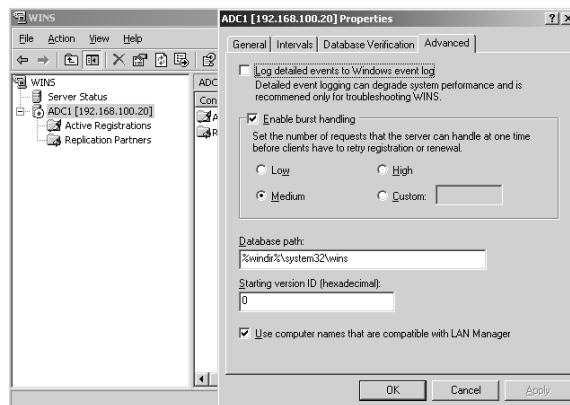 WINS
File Action View Help
WINS
Server Status
ADC1 [192.168.100.20]
Active Registrations
Replication Partners
ADC
Con
A
R
ADC1 [192.168.100.20] Properties
General Intervals Database Verification Advanced
Log detailed events to Windows event log
Detailed event logging can degrade system performance and is
recommened only for troubleshooting WINS.
Enable burst handling
Set the number of requests that the server can handle at one time
before clients have to retry registration or renewal.
Low High
Medium Custom:
Database path:
%windir%\system32\wins
Starting version ID (hexadecimal):
0
Use computer names that are compatible with LAN Manager
OK Cancel Apply